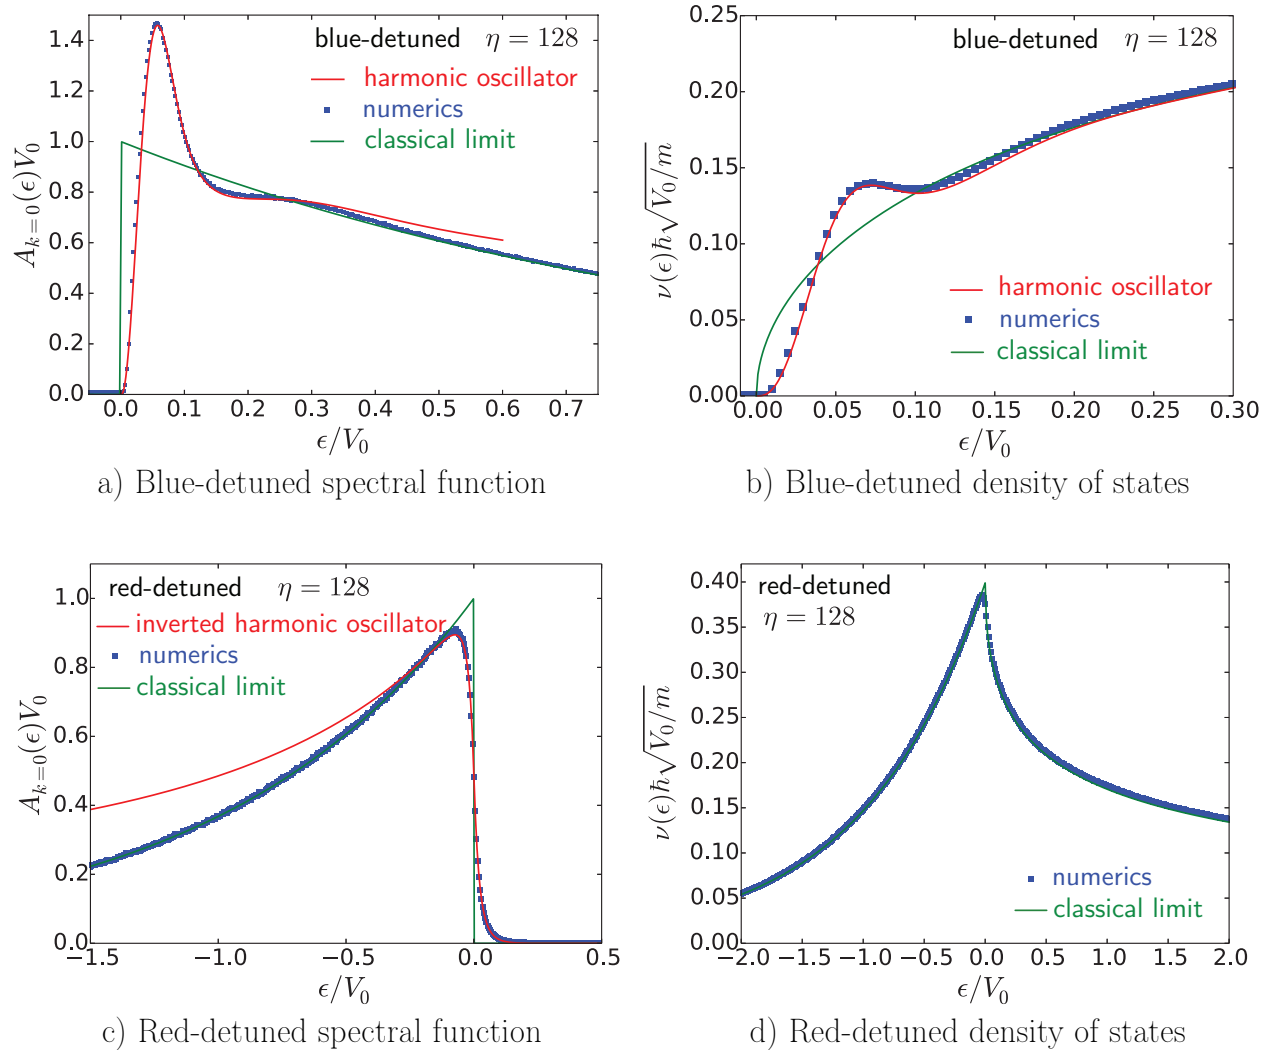 blue-detuned η = 128
harmonic oscillator
numerics
classical limit
A_{k=0}(ϵ)V_0
1.4
1.2
1.0
0.8
0.6
0.4
0.2
0.0
0.0 0.1 0.2 0.3 0.4 0.5 0.6 0.7
ϵ/V_0
a) Blue-detuned spectral function
blue-detuned η = 128
harmonic oscillator
numerics
classical limit
ν(ϵ)ħ√V_0/m
0.25
0.20
0.15
0.10
0.05
0.00
0.00 0.05 0.10 0.15 0.20 0.25 0.30
ϵ/V_0
b) Blue-detuned density of states
red-detuned η = 128
inverted harmonic oscillator
numerics
classical limit
A_{k=0}(ϵ)V_0
1.0
0.8
0.6
0.4
0.2
0.0
−1.5 −1.0 −0.5 0.0 0.5
ϵ/V_0
c) Red-detuned spectral function
red-detuned
η = 128
numerics
classical limit
ν(ϵ)ħ√V_0/m
0.40
0.35
0.30
0.25
0.20
0.15
0.10
0.05
0.00
−2.0 −1.5 −1.0 −0.5 0.0 0.5 1.0 1.5 2.0
ϵ/V_0
d) Red-detuned density of states